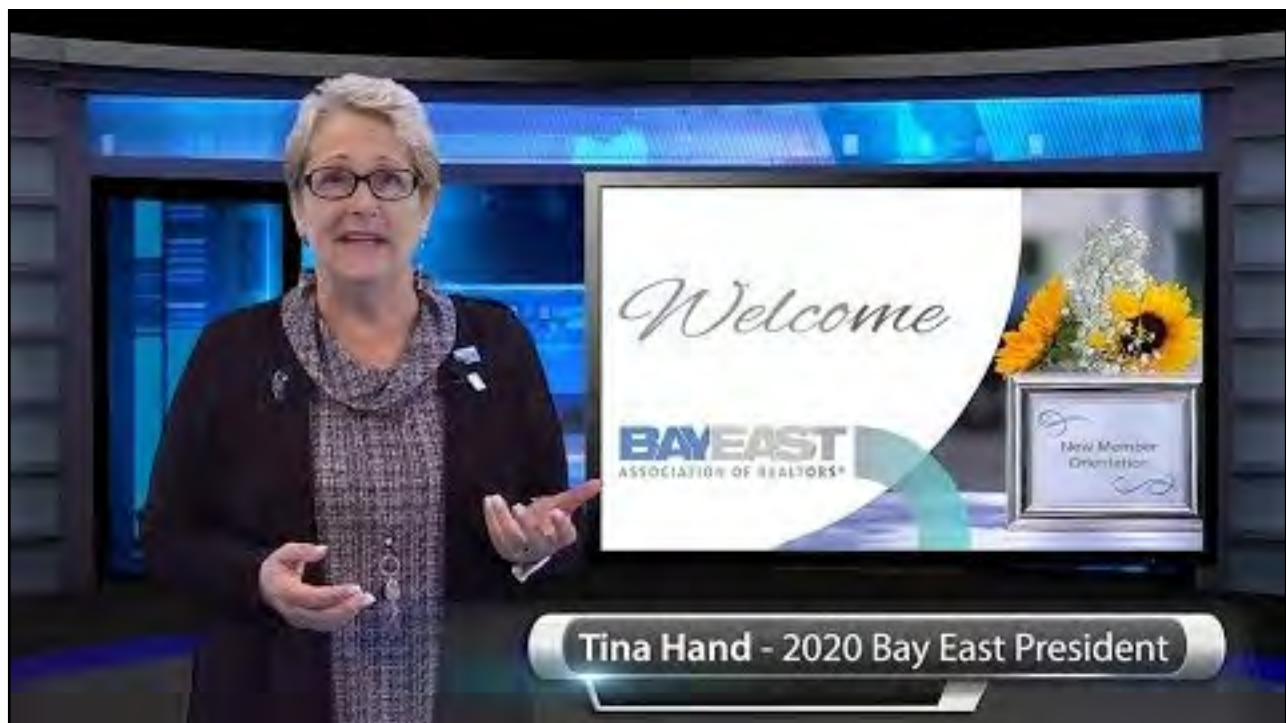 Welcome
BAYEAST
ASSOCIATION OF REALTORS®
New Member
Orientation
Tina Hand - 2020 Bay East President